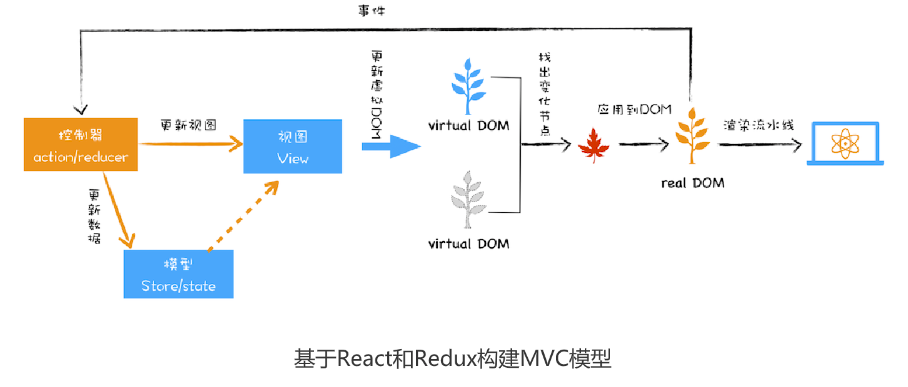 事件
更新虚拟DOM
找出变化节点
virtual DOM
应用到DOM
控制器
action/reducer
更新视图
视图
View
渲染流水线
real DOM
更新数据
virtual DOM
模型
Store/state
基于React和Redux构建MVC模型